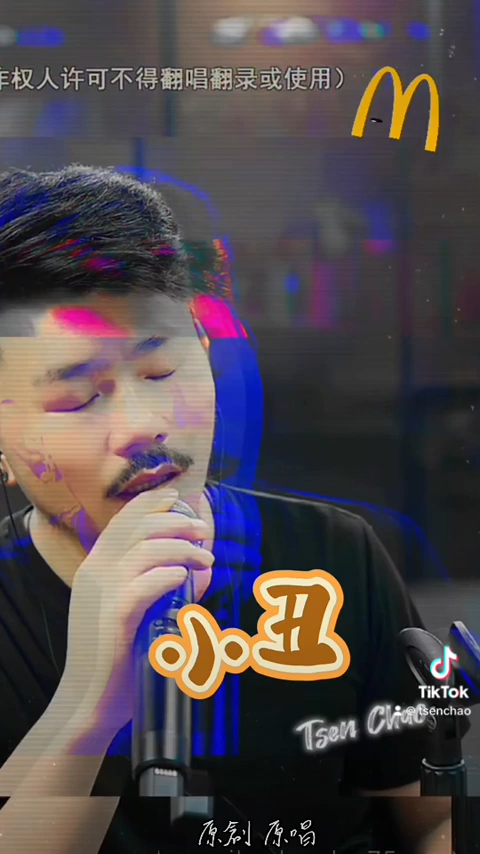 作权人许可不得翻唱翻录或使用）
小丑
TikTok
@tsenchao
Tsen Chao
原創 原唱